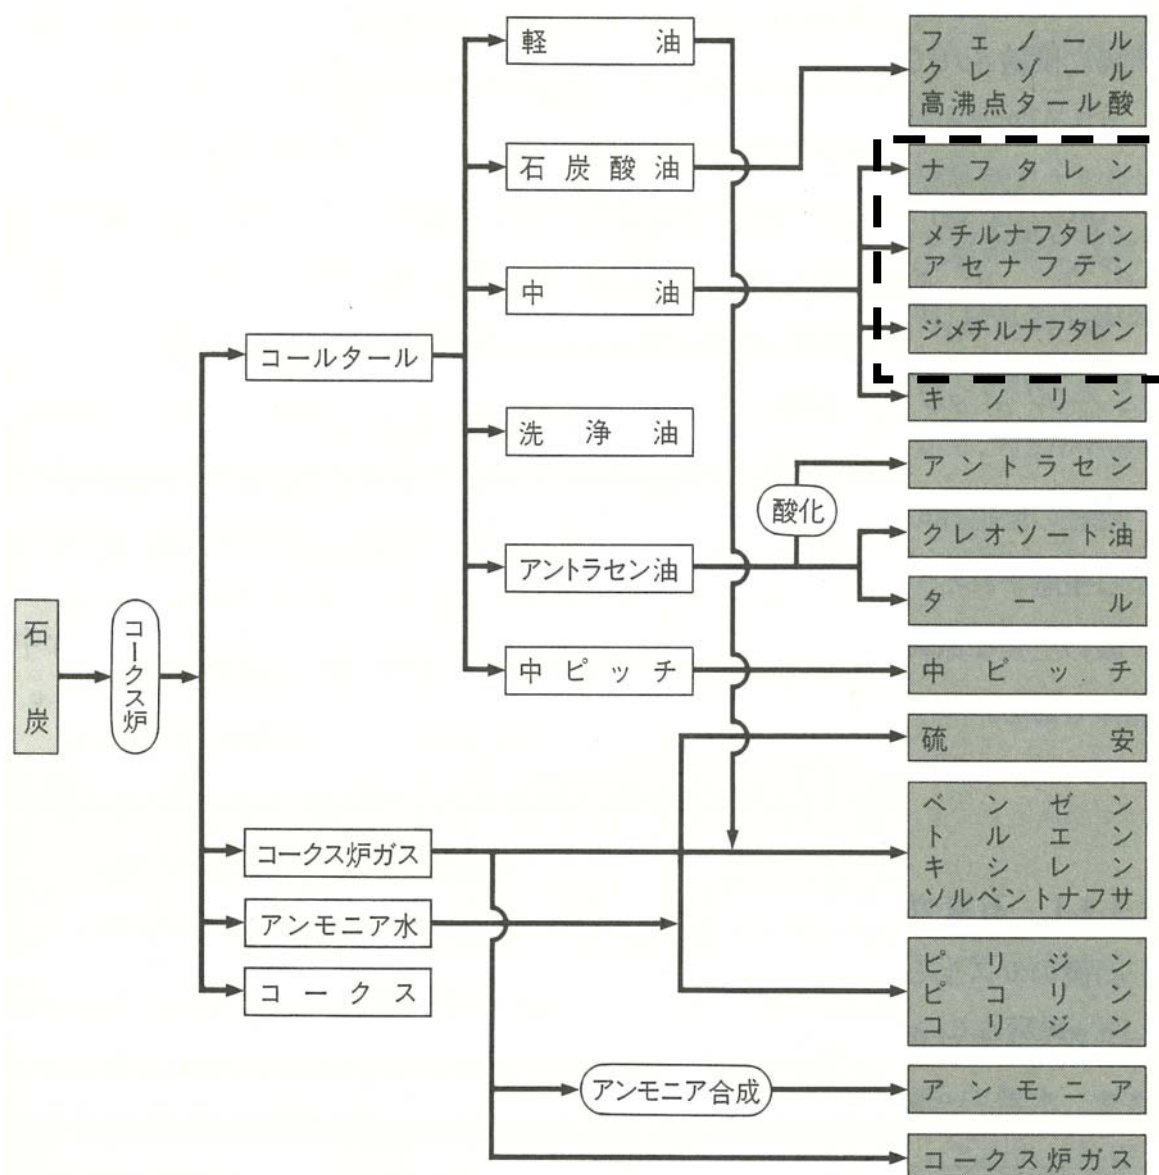 石炭
コークス炉
コールタール
コークス炉ガス
アンモニア水
コークス
軽油
石炭酸油
中油
洗浄油
アントラセン油
中ピッチ
酸化
アンモニア合成
フェノール
クレゾール
高沸点タール酸
ナフタレン
メチルナフタレン
アセナフテン
ジメチルナフタレン
キノリン
アントラセン
クレオソート油
タール
中ピッチ
硫安
ベンゼン
トルエン
キシレン
ソルベントナフサ
ピリジン
ピコリン
コリジン
アンモニア
コークス炉ガス